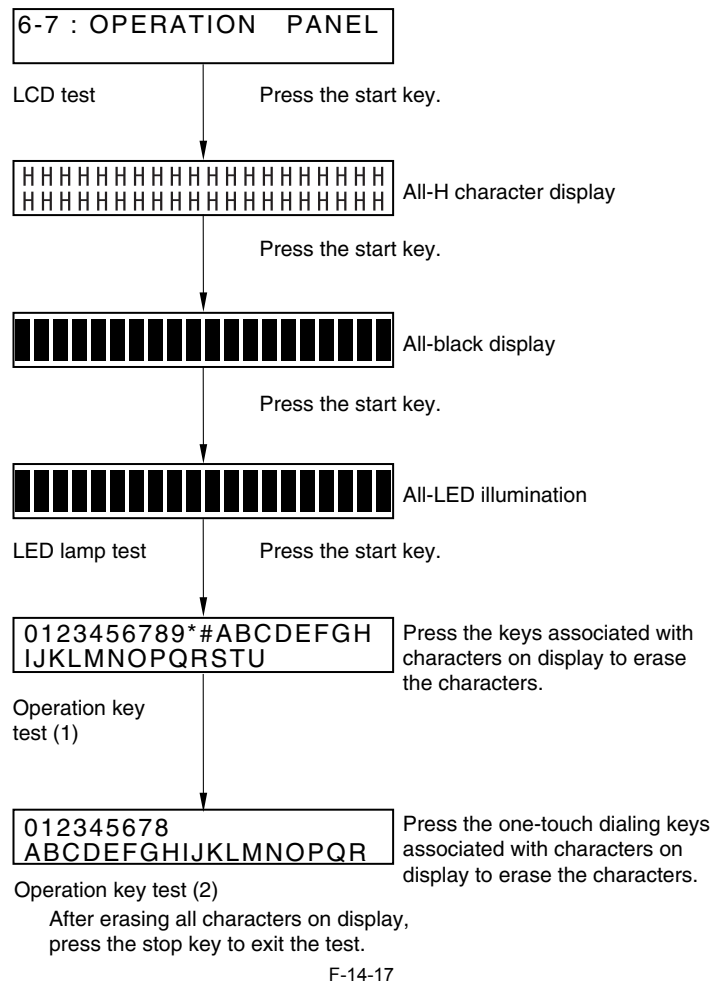 6-7 : OPERATION PANEL
LCD test
Press the start key.
HHHHHHHHHHHHHHHHHHHH
HHHHHHHHHHHHHHHHHHHH
All-H character display
Press the start key.
All-black display
Press the start key.
All-LED illumination
LED lamp test
Press the start key.
0123456789*#ABCDEFGH
IJKLMNOPQRSTU
Press the keys associated with
characters on display to erase
the characters.
Operation key
test (1)
012345678
ABCDEFGHIJKLMNOPQR
Press the one-touch dialing keys
associated with characters on
display to erase the characters.
Operation key test (2)
After erasing all characters on display,
press the stop key to exit the test.
F-14-17